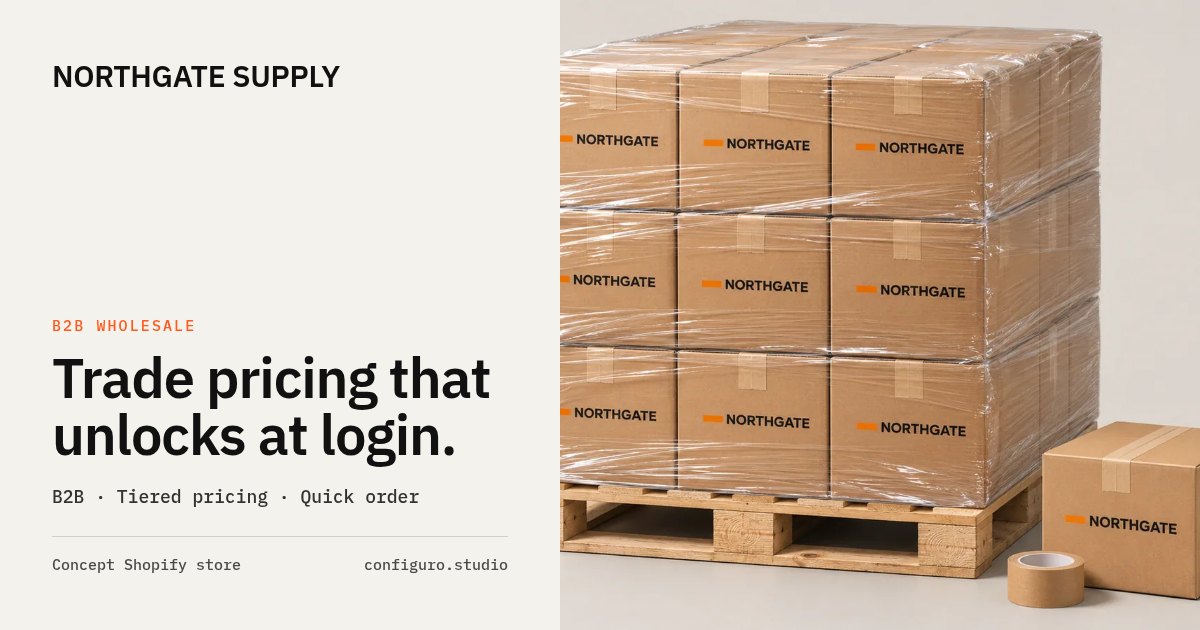 NORTHGATE SUPPLY
B2B WHOLESALE
Trade pricing that
unlocks at login.
B2B · Tiered pricing · Quick order
Concept Shopify store
configuro.studio
NORTHGATE
NORTHGATE
NORTHGATE
NORTHGATE
NORTHGATE
NORTHGATE
NORTHGATE
NORTHGATE
NORTHGATE
NORTHGATE